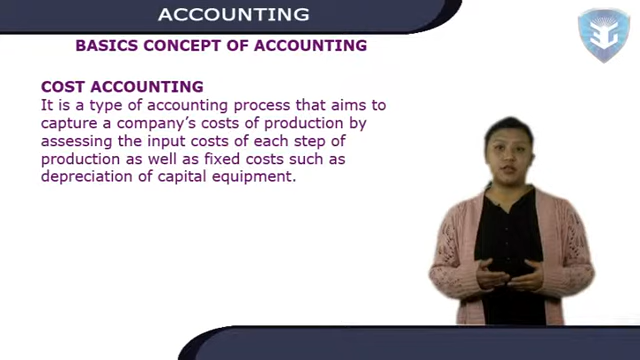 ACCOUNTING
BASICS CONCEPT OF ACCOUNTING
COST ACCOUNTING
It is a type of accounting process that aims to
capture a company's costs of production by
assessing the input costs of each step of
production as well as fixed costs such as
depreciation of capital equipment.